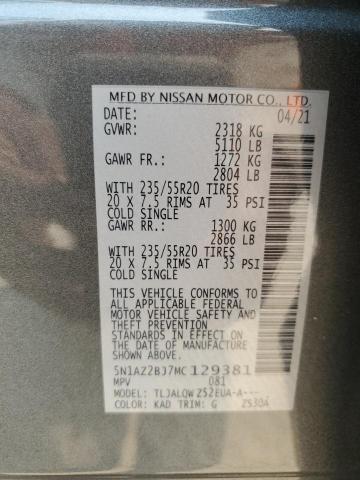 MFD BY NISSAN MOTOR CO., LTD.
DATE: 04/21
GVWR: 2318 KG
5110 LB
GAWR FR.: 1272 KG
2804 LB
WITH 235/55R20 TIRES
20 X 7.5 RIMS AT 35 PSI
COLD SINGLE
GAWR RR.: 1300 KG
2866 LB
WITH 235/55R20 TIRES
20 X 7.5 RIMS AT 35 PSI
COLD SINGLE
THIS VEHICLE CONFORMS TO
ALL APPLICABLE FEDERAL
MOTOR VEHICLE SAFETY AND
THEFT PREVENTION
STANDARDS IN EFFECT ON
THE DATE OF MANUFACTURE
SHOWN ABOVE.
5N1AZ2BJ7MC129381
MPV 081
MODEL: TLJALQWZ52EUA-A---
COLOR: KAD TRIM: G Z530A